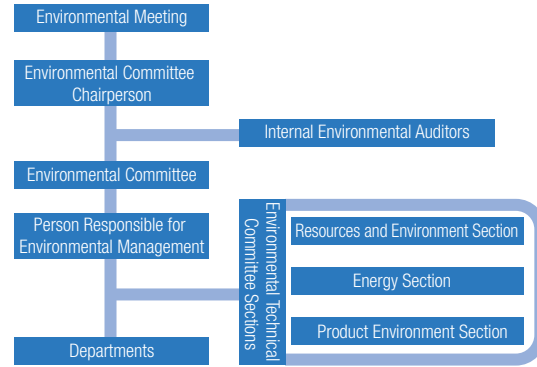 Environmental Meeting
Environmental Committee
Chairperson
Internal Environmental Auditors
Environmental Committee
Person Responsible for
Environmental Management
Environmental Technical
Committee Sections
Resources and Environment Section
Energy Section
Product Environment Section
Departments